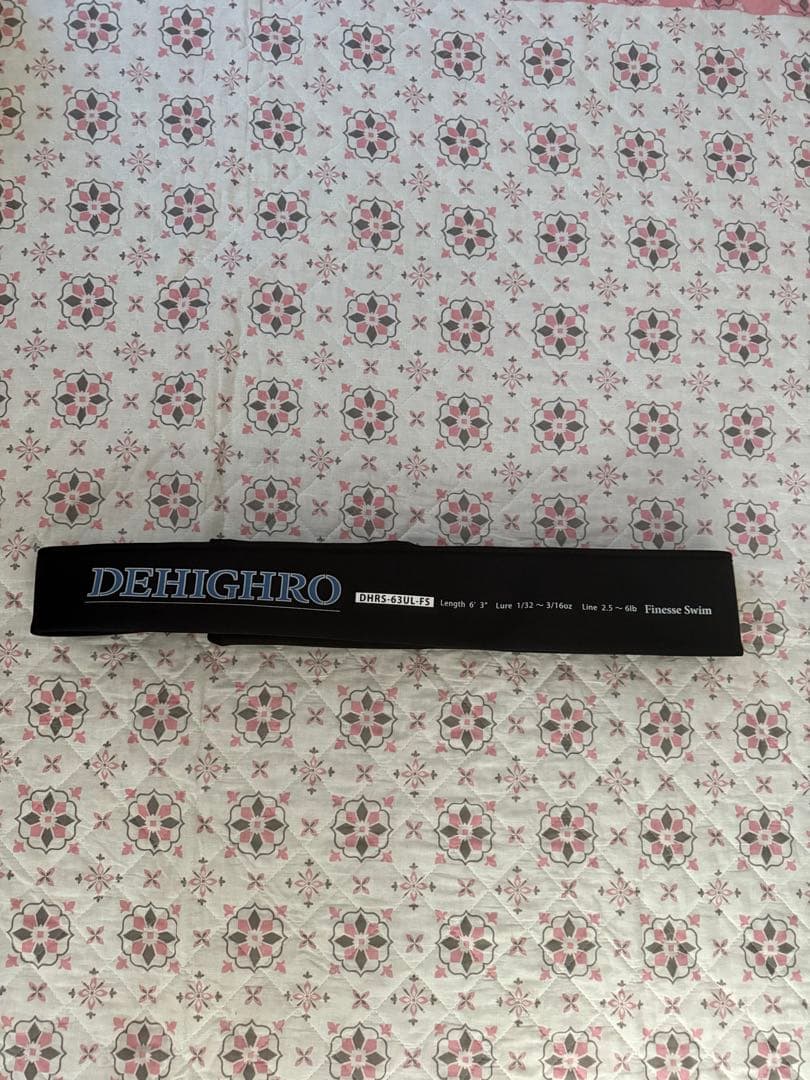 DEHIGHRO DHRS-63UL-FS Length 6' 3" Lure 1/32 ～ 3/16oz Line 2.5 ～ 6lb Finesse Swim